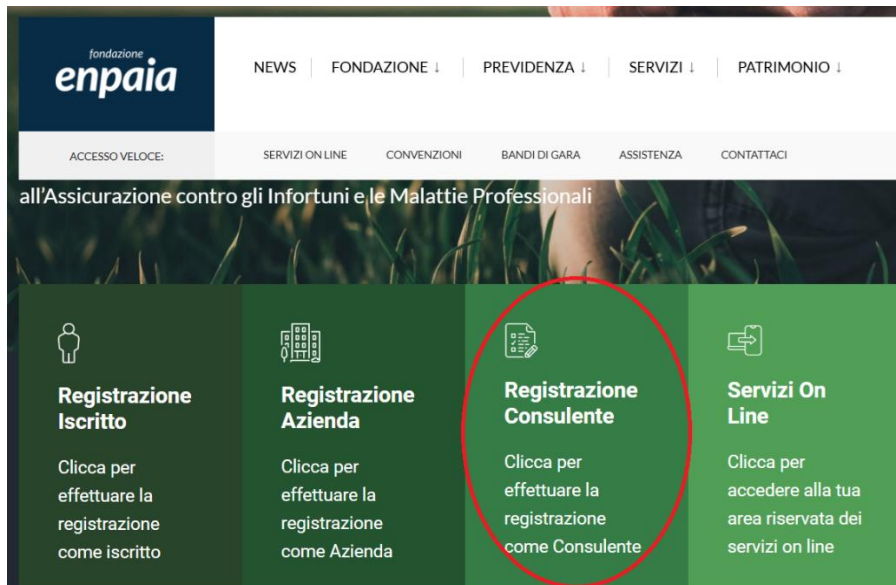 fondazione
enpaia
NEWS
FONDAZIONE ↓
PREVIDENZA ↓
SERVIZI ↓
PATRIMONIO ↓
ACCESSO VELOCE:
SERVIZI ON LINE
CONVENZIONI
BANDI DI GARA
ASSISTENZA
CONTATTACI
all'Assicurazione contro gli Infortuni e le Malattie Professionali
Registrazione
Iscritto
Clicca per
effettuare la
registrazione
come iscritto
Registrazione
Azienda
Clicca per
effettuare la
registrazione
come Azienda
Registrazione
Consulente
Clicca per
effettuare la
registrazione
come Consulente
Servizi On
Line
Clicca per
accedere alla tua
area riservata dei
servizi on line